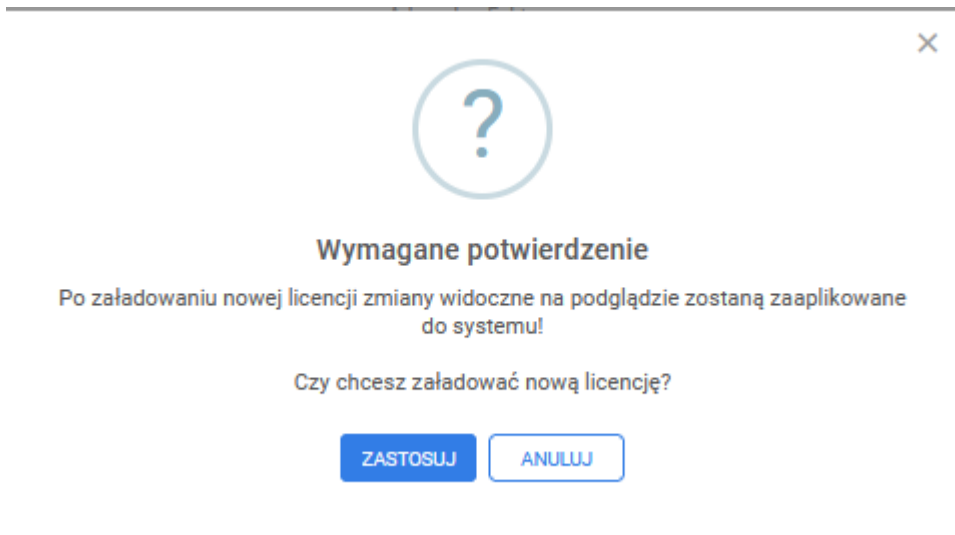 ?
Wymagane potwierdzenie
Po załadowaniu nowej licencji zmiany widoczne na podglądzie zostaną zaaplikowane
do systemu!
Czy chcesz załadować nową licencję?
ZASTOSUJ ANULUJ